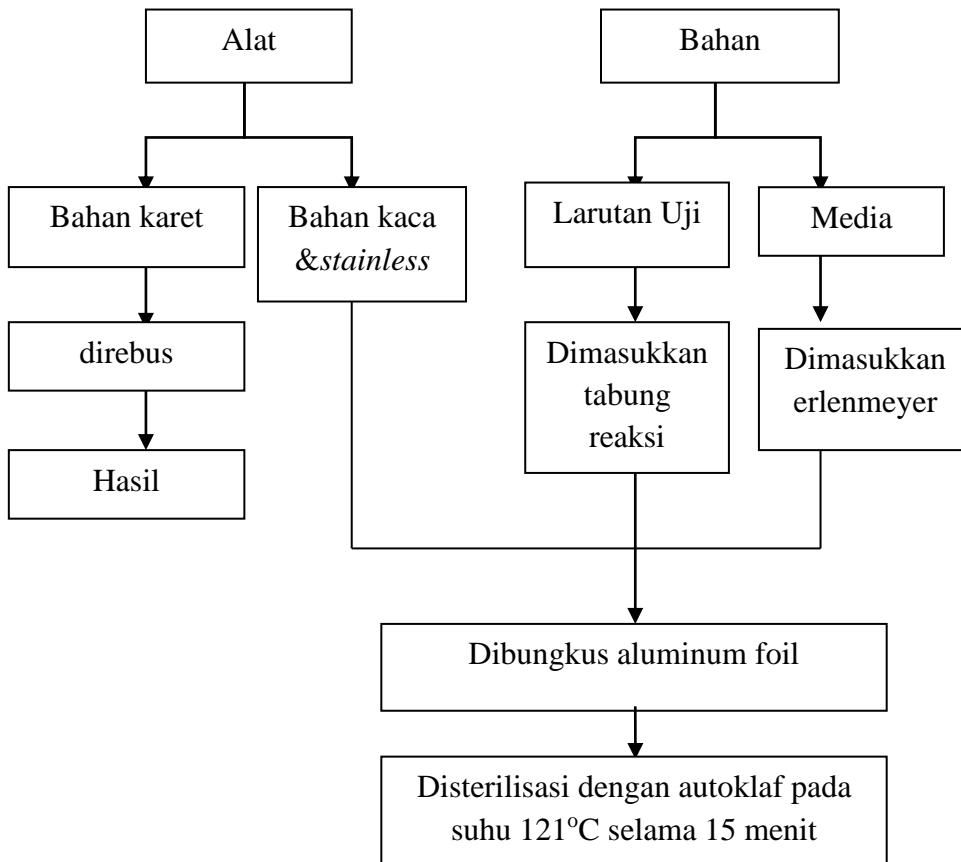 Alat
Bahan
Bahan karet
Bahan kaca
&stainless
Larutan Uji
Media
direbus
Dimasukkan
tabung
reaksi
Dimasukkan
erlenmeyer
Hasil
Dibungkus aluminum foil
Disterilisasi dengan autoklaf pada
suhu 121°C selama 15 menit